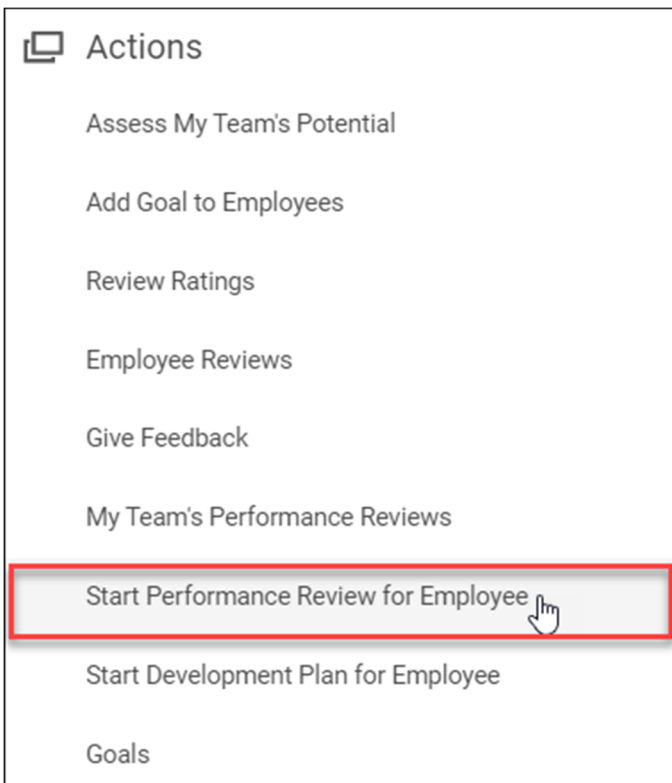 Actions
Assess My Team's Potential
Add Goal to Employees
Review Ratings
Employee Reviews
Give Feedback
My Team's Performance Reviews
Start Performance Review for Employee
Start Development Plan for Employee
Goals